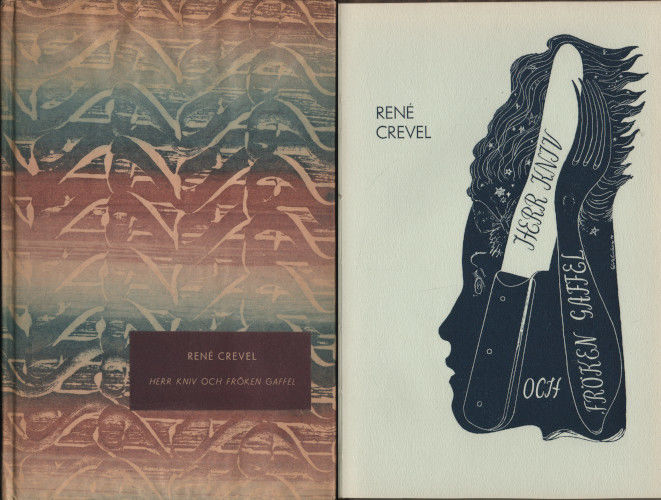 RENÉ CREVEL
HERR KNIV OCH FRÖKEN GAFFEL
RENÉ
CREVEL
HERR KNIV
OCH
FRÖKEN GAFFEL